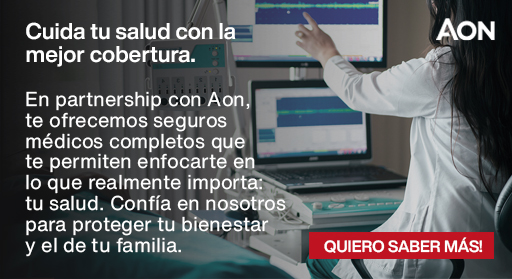 Cuida tu salud con la
mejor cobertura.
AON
En partnership con Aon,
te ofrecemos seguros
médicos completos que
te permiten enfocarte en
lo que realmente importa:
tu salud. Confía en nosotros
para proteger tu bienestar
y el de tu familia.
QUIERO SABER MÁS!